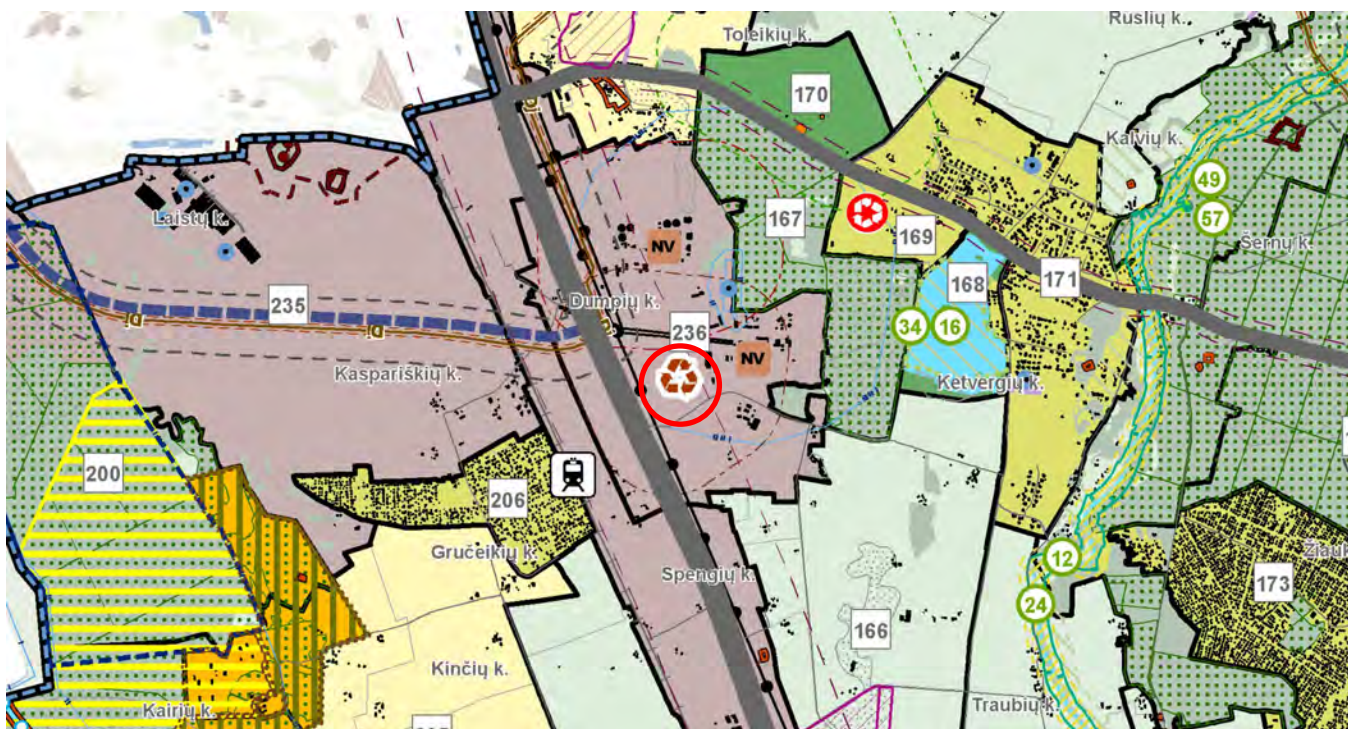 Ruslių k.
Toleikių k.
170
Kalvių k.
49
57
Laistų k.
167
169
Šernų k.
NV
168
171
235
Dumpių k.
236
34
16
NV
Kaspariškių k.
Ketvergių k.
200
206
Gručeikių k.
Spengių k.
12
173
24
166
Kinčių k.
Traubių k.
Kairių k.